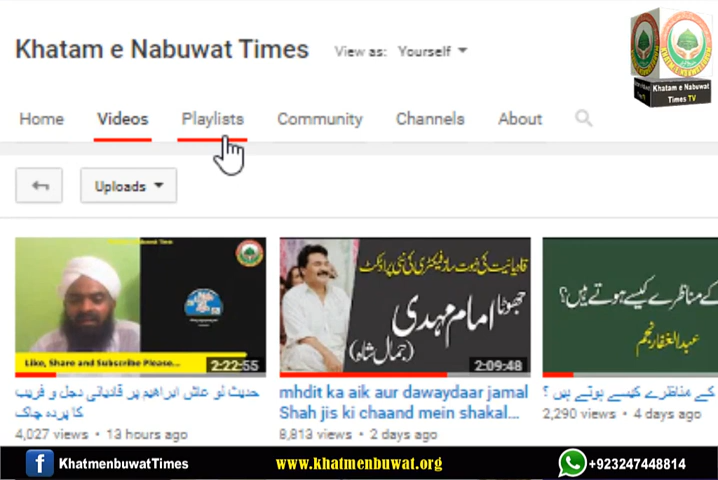 Khatam e Nabuwat Times View as: Yourself
Khatam e Nabuwat
Times TV
Home Videos Playlists Community Channels About
Uploads
Like, Share and Subscribe Please...
2:22:55
قادیانیت کی نبوت ساز فیکٹری کی نئی پراڈکٹ
جھوٹا امام مہدی
(جمال شاہ)
2:09:48
کے مناظرے کیسے ہوتے ہیں؟
عبدالغفار نجم
حدیث لو عاش ابراھیم پر قادیانی دجل و فریب
کا پردہ چاک
4,027 views • 13 hours ago
mhdit ka aik aur dawaydaar jamal
Shah jis ki chaand mein shakal...
8,813 views • 2 days ago
کے مناظرے کیسے ہوتے ہیں ؟
2,290 views • 4 days ago
KhatmenbuwatTimes
www.khatmenbuwat.org
+923247448814